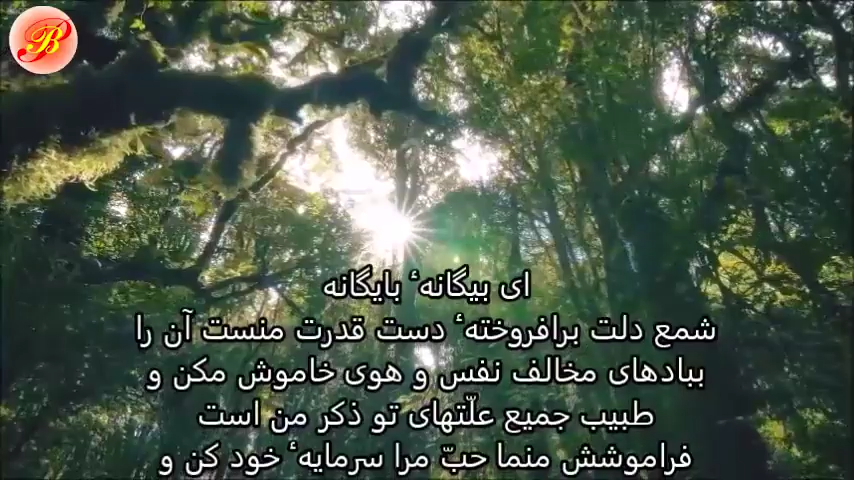 B
ای بیگانهٔ بایگانه
شمع دلت برافروختهٔ دست قدرت منست آن را
ببادهای مخالف نفس و هوی خاموش مکن و
طبیب جمیع علّتهای تو ذکر من است
فراموشش منما حبّ مرا سرمایهٔ خود کن و